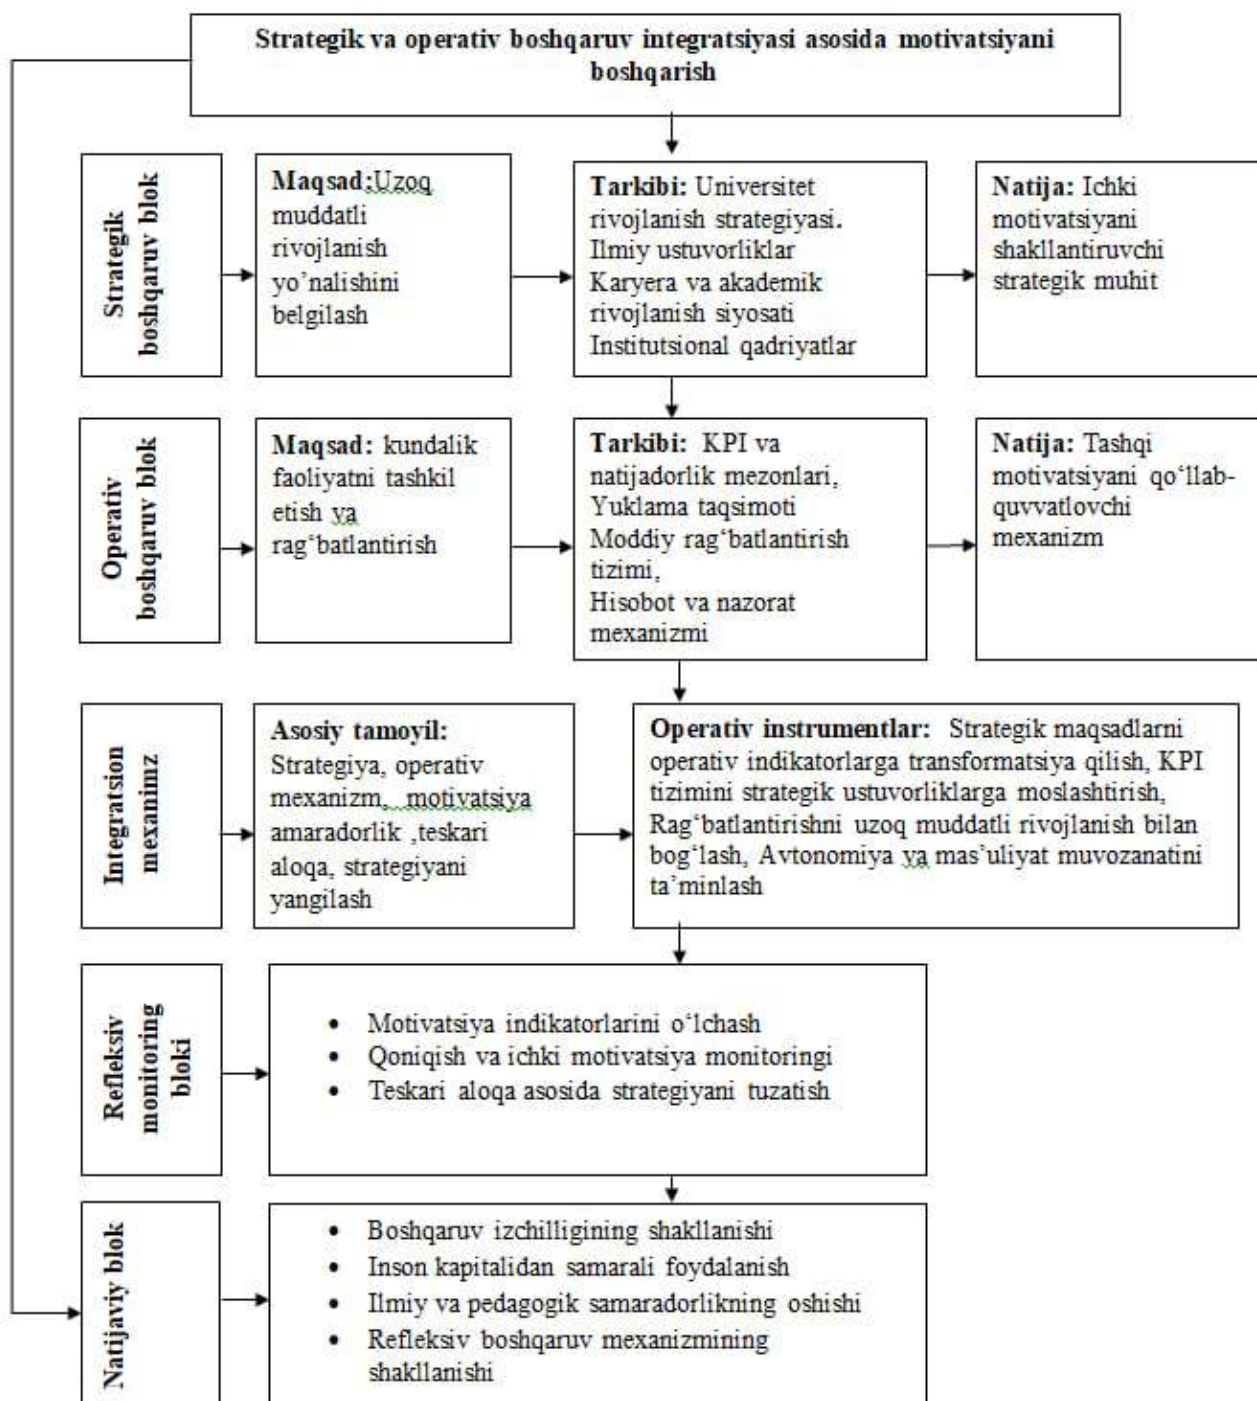 Strategik va operativ boshqaruv integratsiyasi asosida motivatsiyani
boshqarish
Strategik
boshqaruv blok
Maqsad:Uzoq
muddatli
rivojlanish
yo’nalishini
belgilash
Tarkibi: Universitet
rivojlanish strategiyasi.
Ilmiy ustuvorliklar
Karyera va akademik
rivojlanish siyosati
Institutsional qadriyatlar
Natija: Ichki
motivatsiyani
shakllantiruvchi
strategik muhit
Operativ
boshqaruv blok
Maqsad: kundalik
faoliyatni tashkil
etish va
rag‘batlantirish
Tarkibi: KPI va
natijadorlik mezonlari,
Yuklama taqsimoti
Moddiy rag‘batlantirish
tizimi,
Hisobot va nazorat
mexanizmi
Natija: Tashqi
motivatsiyani qo‘llab-
quvvatlovchi
mexanizm
Integratsion
mexanimz
Asosiy tamoyil:
Strategiya, operativ
mexanizm, motivatsiya
amaradorlik ,teskari
aloqa, strategiyani
yangilash
Operativ instrumentlar: Strategik maqsadlarni
operativ indikatorlarga transformatsiya qilish, KPI
tizimini strategik ustuvorliklarga moslashtirish,
Rag‘batlantirishni uzoq muddatli rivojlanish bilan
bog‘lash, Avtonomiya va mas’uliyat muvozanatini
ta’minlash
Refleksiv
monitoring
bloki
• Motivatsiya indikatorlarini o‘lchash
• Qoniqish va ichki motivatsiya monitoringi
• Teskari aloqa asosida strategiyani tuzatish
Natijaviy blok
• Boshqaruv izchilligining shakllanishi
• Inson kapitalidan samarali foydalanish
• Ilmiy va pedagogik samaradorlikning oshishi
• Refleksiv boshqaruv mexanizmining
shakllanishi